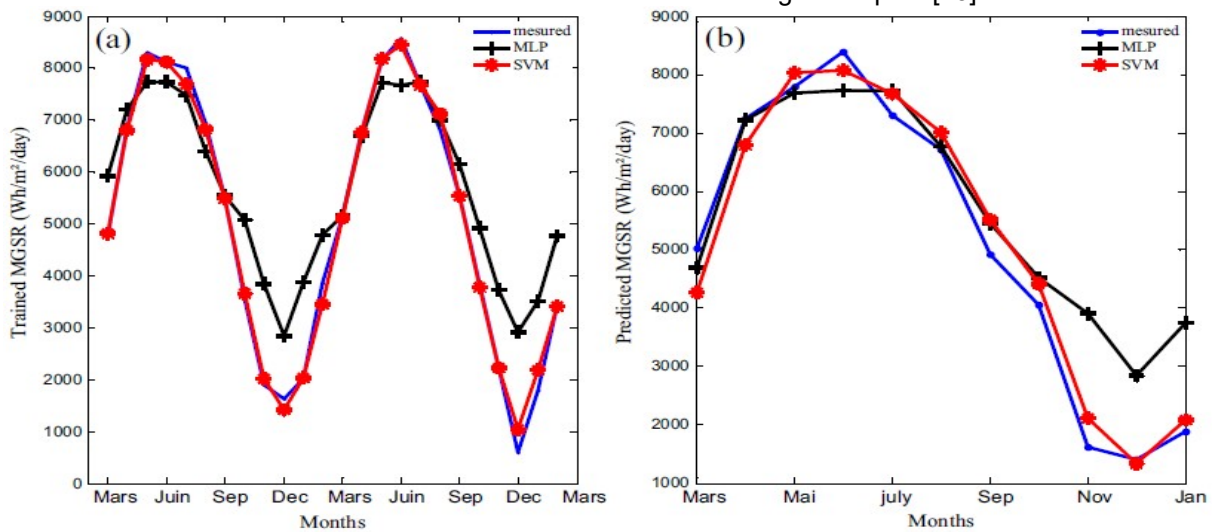 (a)
mesured
MLP
SVM
Trained MGSR (Wh/m²/day)
9000
8000
7000
6000
5000
4000
3000
2000
1000
0
Mars Juin Sep Dec Mars Juin Sep Dec Mars
Months
(b)
mesured
MLP
SVM
Predicted MGSR (Wh/m²/day)
9000
8000
7000
6000
5000
4000
3000
2000
1000
Mars Mai july Sep Nov Jan
Months